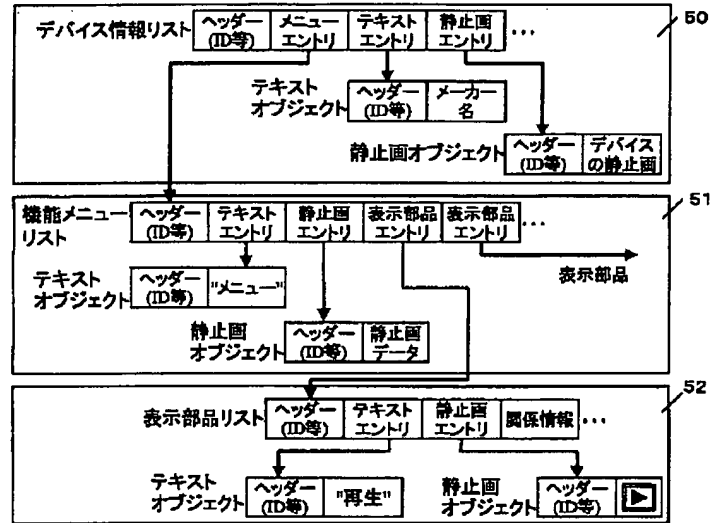 50
デバイス情報リスト
ヘッダー
(ID等)
メニュー
エントリ
テキスト
エントリ
静止画
エントリ
...
テキスト
オブジェクト
ヘッダー
(ID等)
メーカー
名
静止画オブジェクト
ヘッダー
(ID等)
デバイス
の静止画
51
機能メニュー
リスト
ヘッダー
(ID等)
テキスト
エントリ
静止画
エントリ
表示部品
エントリ
表示部品
エントリ
...
表示部品
テキスト
オブジェクト
ヘッダー
(ID等)
"メニュー"
静止画
オブジェクト
ヘッダー
(ID等)
静止画
データ
52
表示部品リスト
ヘッダー
(ID等)
テキスト
エントリ
静止画
エントリ
関係情報
...
テキスト
オブジェクト
ヘッダー
(ID等)
"再生"
静止画
オブジェクト
ヘッダー
(ID等)